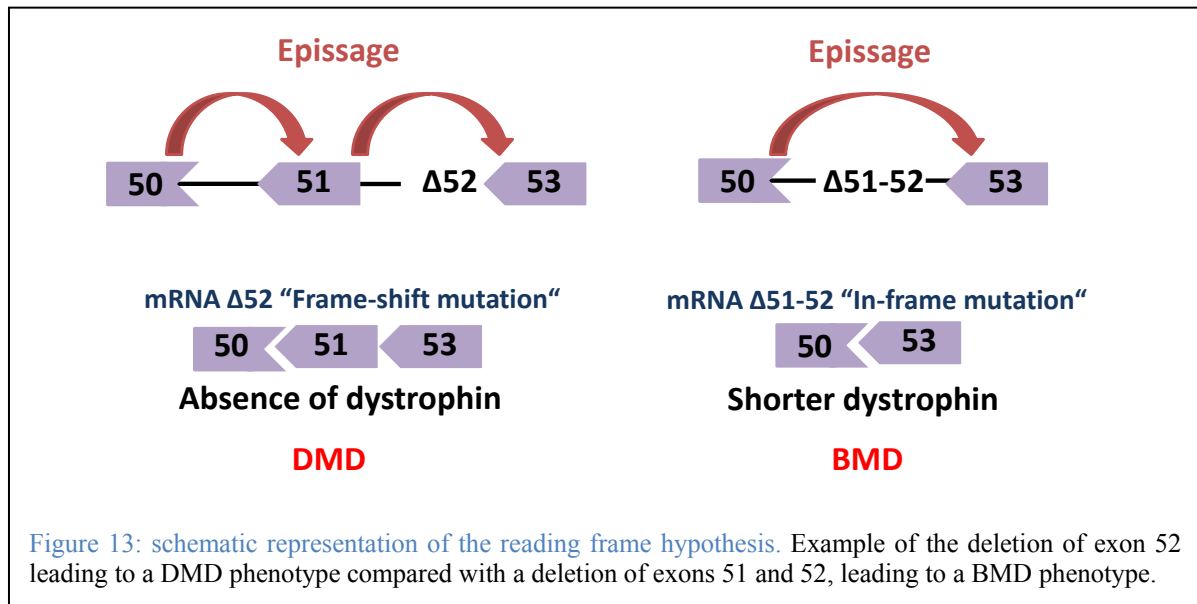 Epissage
Epissage
50 51 Δ52 53
50 Δ51-52 53
mRNA Δ52 “Frame-shift mutation“
mRNA Δ51-52 “In-frame mutation“
50 51 53
50 53
Absence of dystrophin
Shorter dystrophin
DMD
BMD
Figure 13: schematic representation of the reading frame hypothesis. Example of the deletion of exon 52
leading to a DMD phenotype compared with a deletion of exons 51 and 52, leading to a BMD phenotype.